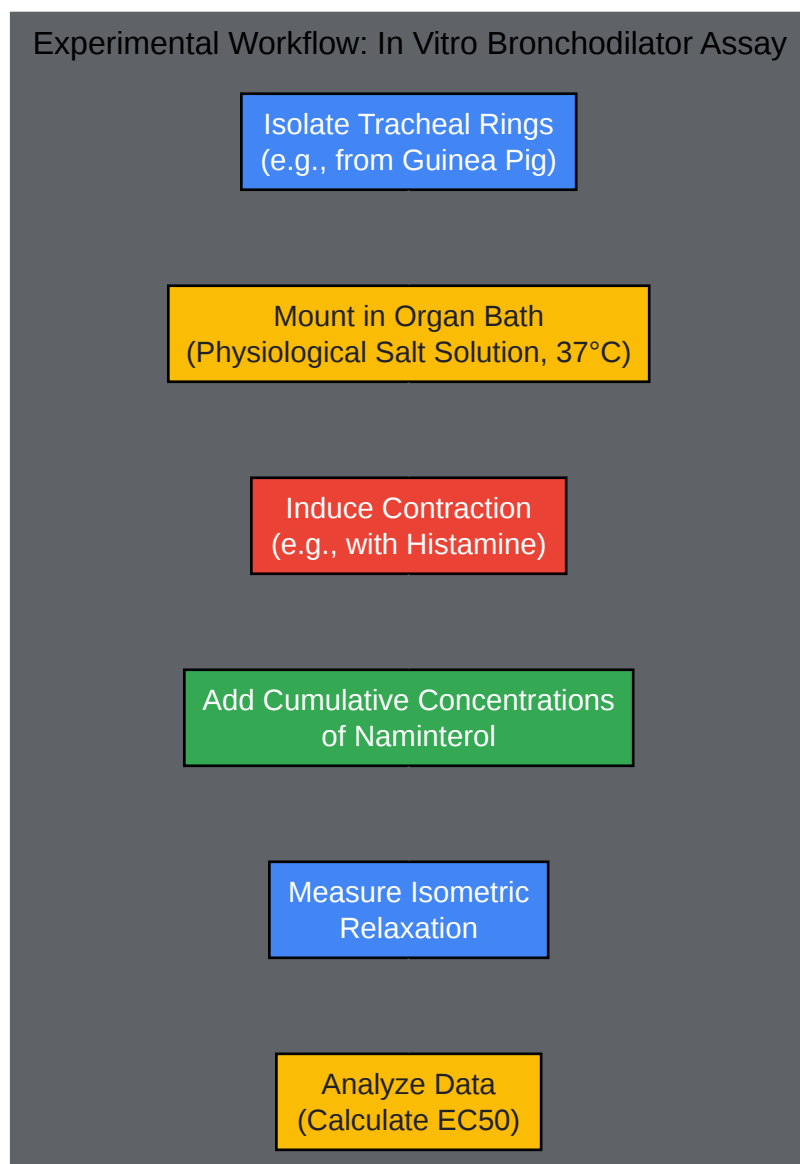 Experimental Workflow: In Vitro Bronchodilator Assay
Isolate Tracheal Rings
(e.g., from Guinea Pig)
Mount in Organ Bath
(Physiological Salt Solution, 37°C)
Induce Contraction
(e.g., with Histamine)
Add Cumulative Concentrations
of Naminterol
Measure Isometric
Relaxation
Analyze Data
(Calculate EC50)